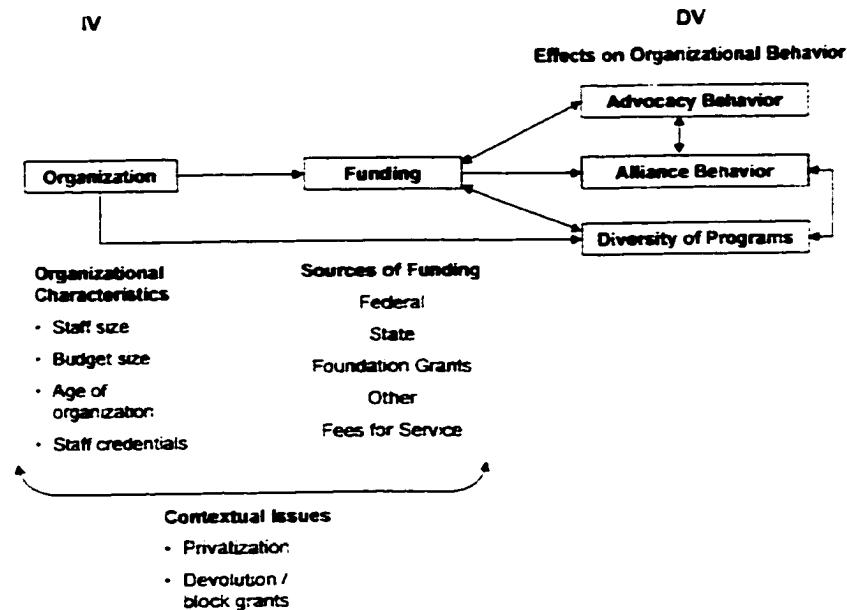 IV
DV
Effects on Organizational Behavior
Advocacy Behavior
Organization
Funding
Alliance Behavior
Diversity of Programs
Organizational
Characteristics
· Staff size
· Budget size
· Age of
organization
· Staff credentials
Sources of Funding
Federal
State
Foundation Grants
Other
Fees for Service
Contextual Issues
· Privatization
· Devolution /
block grants